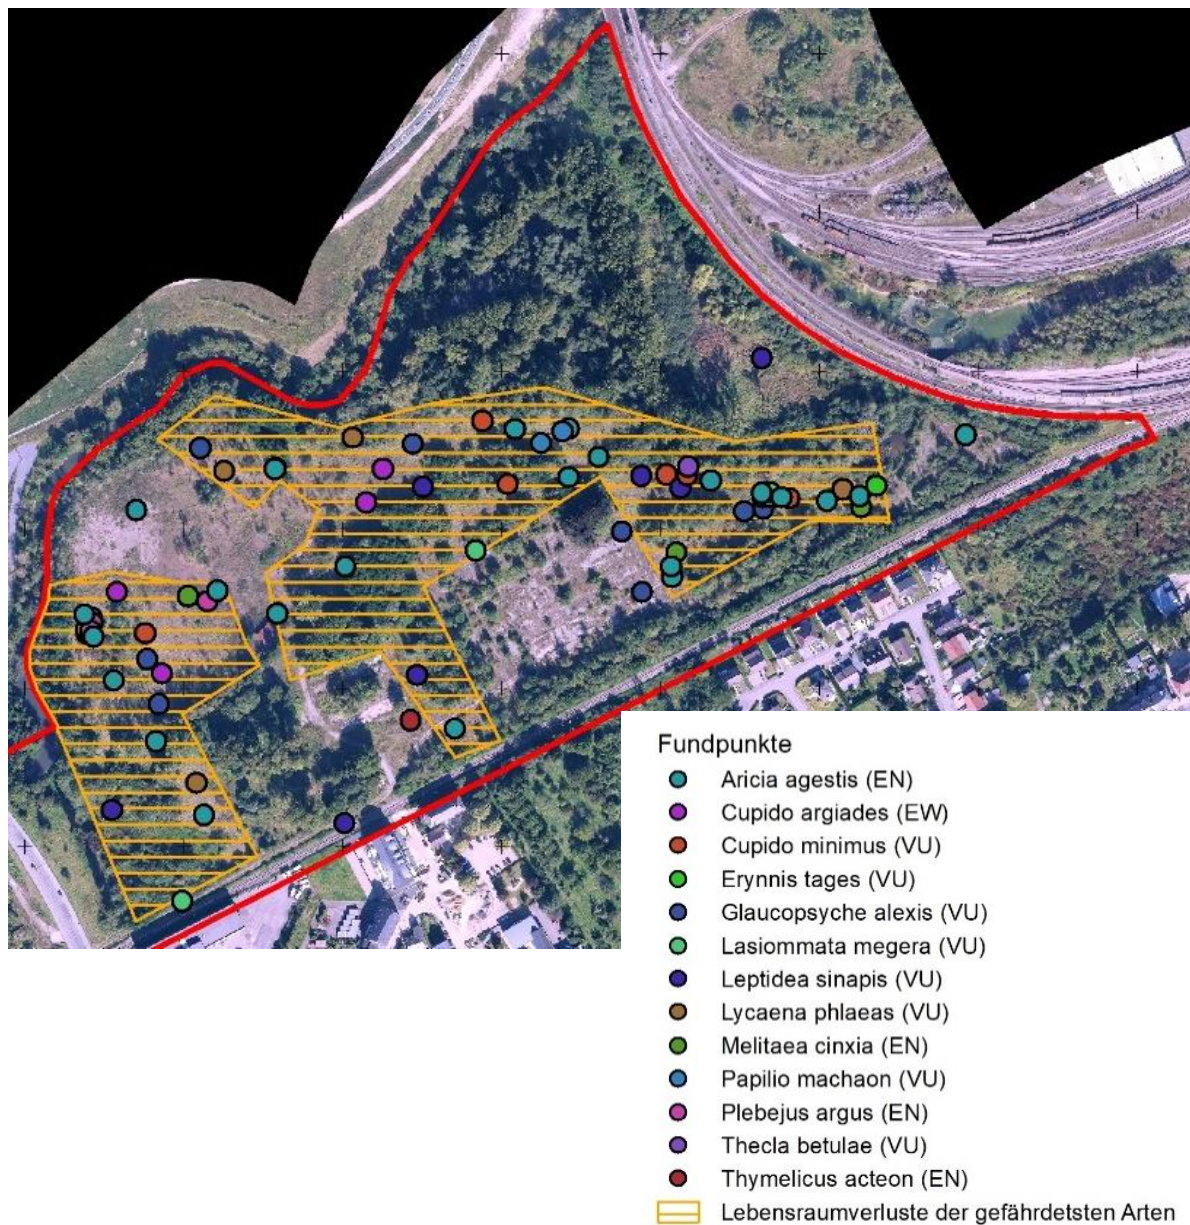 Fundpunkte
Aricia agestis (EN)
Cupido argiades (EW)
Cupido minimus (VU)
Erynnis tages (VU)
Glaucopsyche alexis (VU)
Lasiommata megera (VU)
Leptidea sinapis (VU)
Lycaena phlaeas (VU)
Melitaea cinxia (EN)
Papilio machaon (VU)
Plebejus argus (EN)
Thecla betulae (VU)
Thymelicus acteon (EN)
Lebensraumverluste der gefährdetsten Arten